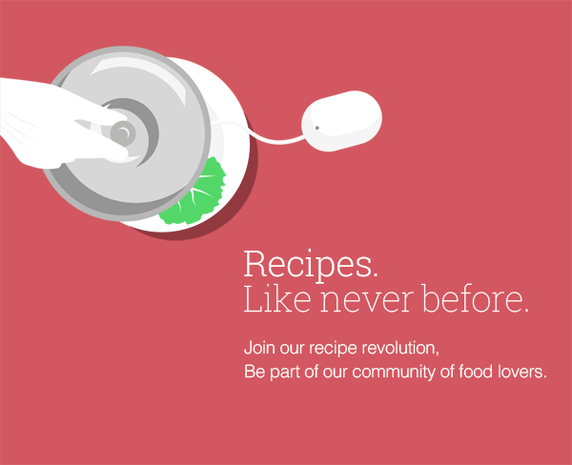 Recipes.
Like never before.
Join our recipe revolution,
Be part of our community of food lovers.